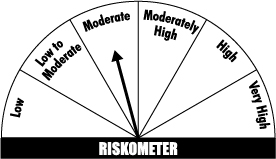 Low
Low to
Moderate
Moderate
Moderately
High
High
Very High
RISKOMETER